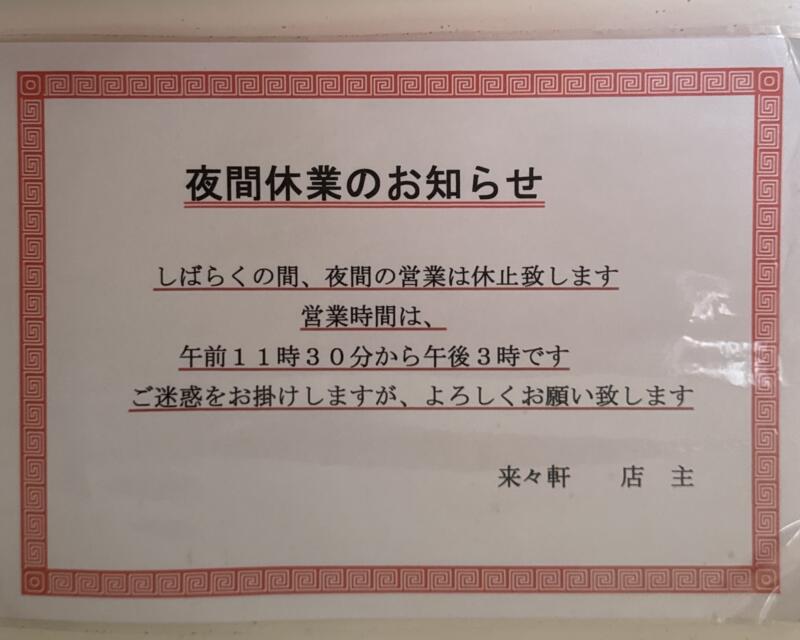 夜間休業のお知らせ
しばらくの間、夜間の営業は休止致します
営業時間は、
午前１１時３０分から午後３時です
ご迷惑をお掛けしますが、よろしくお願い致します
来々軒　　店　主